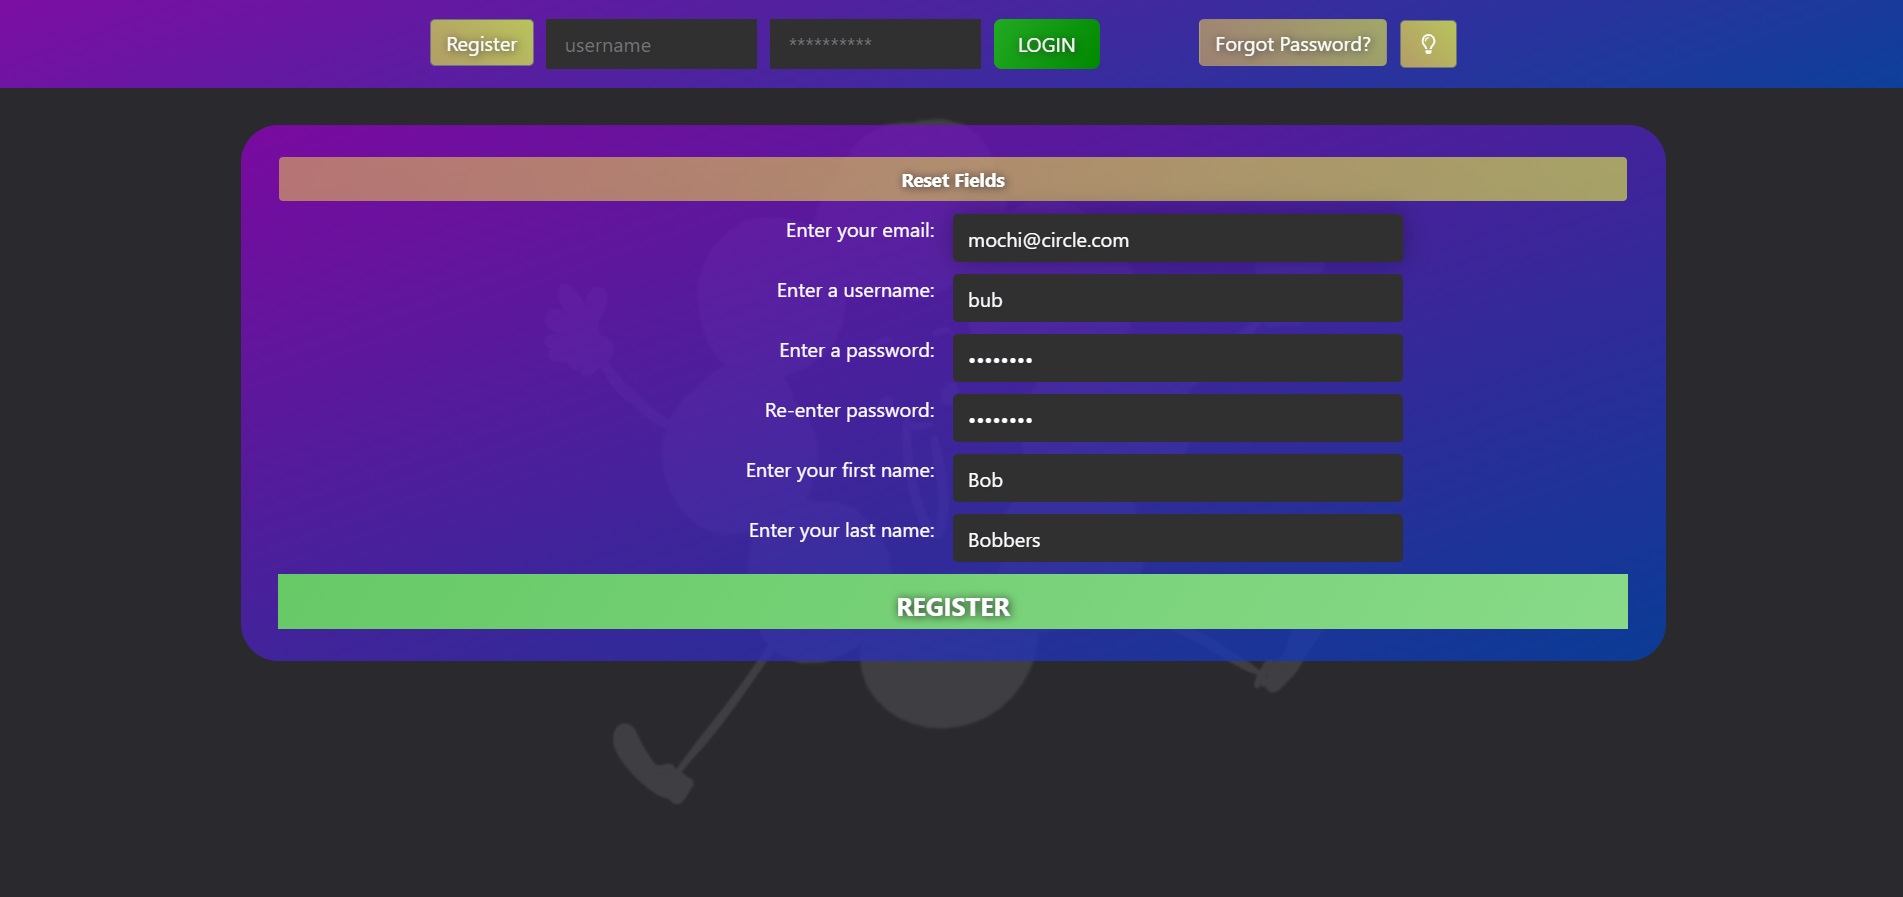 Register username ********** LOGIN Forgot Password?
Reset Fields
Enter your email: mochi@circle.com
Enter a username: bub
Enter a password: ••••••••
Re-enter password: ••••••••
Enter your first name: Bob
Enter your last name: Bobbers
REGISTER